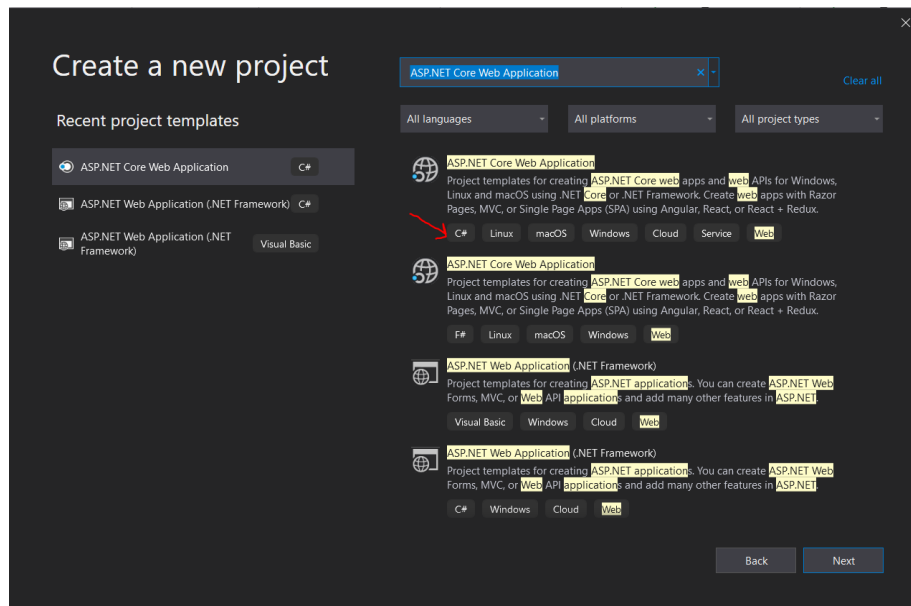 Create a new project
ASP.NET Core Web Application
Clear all
Recent project templates
All languages
All platforms
All project types
ASP.NET Core Web Application C#
ASP.NET Web Application (.NET Framework) C#
ASP.NET Web Application (.NET
Framework) Visual Basic
ASP.NET Core Web Application
Project templates for creating ASP.NET Core web apps and web APIs for Windows,
Linux and macOS using .NET Core or .NET Framework. Create web apps with Razor
Pages, MVC, or Single Page Apps (SPA) using Angular, React, or React + Redux.
C# Linux macOS Windows Cloud Service Web
ASP.NET Core Web Application
Project templates for creating ASP.NET Core web apps and web APIs for Windows,
Linux and macOS using .NET Core or .NET Framework. Create web apps with Razor
Pages, MVC, or Single Page Apps (SPA) using Angular, React, or React + Redux.
F# Linux macOS Windows Web
ASP.NET Web Application (.NET Framework)
Project templates for creating ASP.NET applications. You can create ASP.NET Web
Forms, MVC, or Web API applications and add many other features in ASP.NET.
Visual Basic Windows Cloud Web
ASP.NET Web Application (.NET Framework)
Project templates for creating ASP.NET applications. You can create ASP.NET Web
Forms, MVC, or Web API applications and add many other features in ASP.NET.
C# Windows Cloud Web
Back
Next